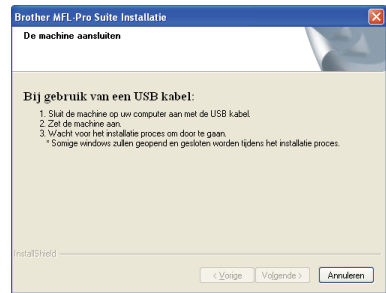 Brother MFL-Pro Suite Installatie
De machine aansluiten
Bij gebruik van een USB kabel:
1. Sluit de machine op uw computer aan met de USB kabel.
2. Zet de machine aan.
3. Wacht voor het installatie proces om door te gaan.
* Somige windows zullen geopend en gesloten worden tijdens het installatie proces.
InstallShield
< Vorige
Volgende >
Annuleren